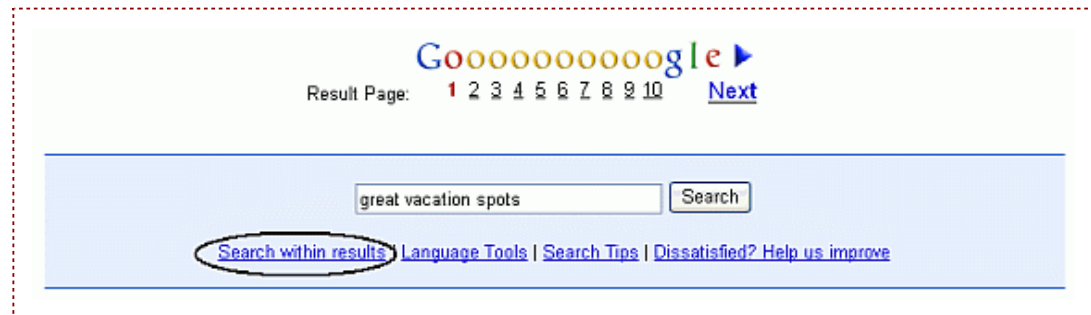 Goooooooooogle
Result Page: 1 2 3 4 5 6 7 8 9 10 Next
great vacation spots Search
Search within results | Language Tools | Search Tips | Dissatisfied? Help us improve